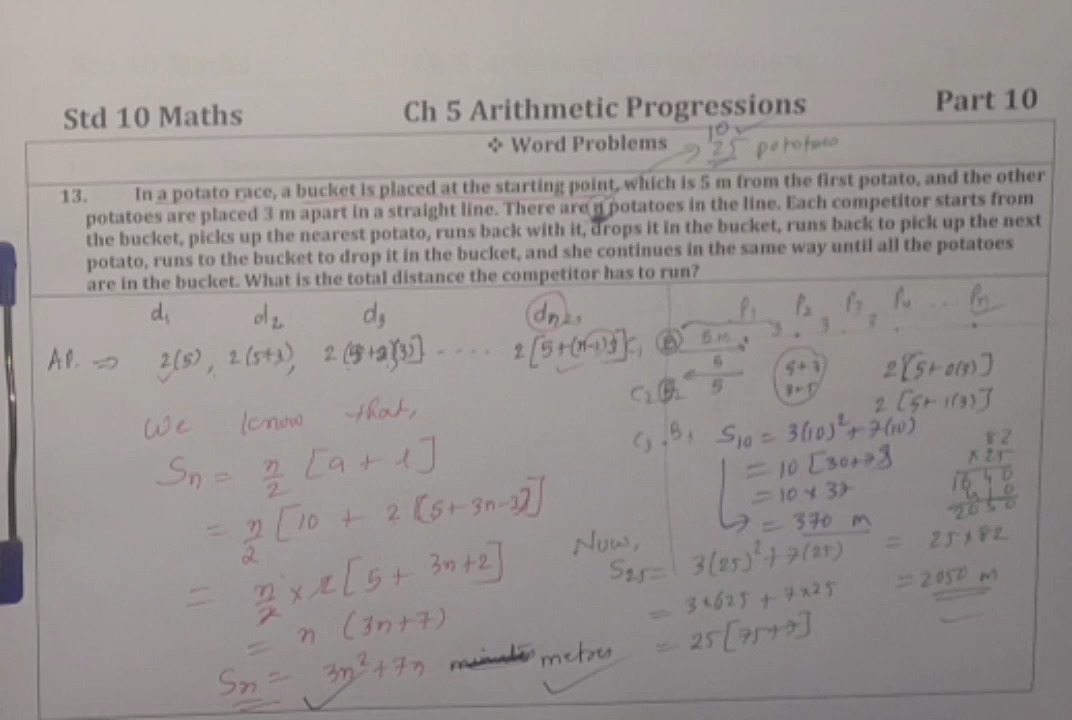 Std 10 Maths Ch 5 Arithmetic Progressions Part 10
❖ Word Problems
10
25 potatoes
13. In a potato race, a bucket is placed at the starting point, which is 5 m from the first potato, and the other
potatoes are placed 3 m apart in a straight line. There are n potatoes in the line. Each competitor starts from
the bucket, picks up the nearest potato, runs back with it, drops it in the bucket, runs back to pick up the next
potato, runs to the bucket to drop it in the bucket, and she continues in the same way until all the potatoes
are in the bucket. What is the total distance the competitor has to run?
d₁ d₂ d₃
P₁ P₂ P₃ P₄ ... Pn
3 . 3 . 3
AP. ⇒ 2(5), 2(5+3), .... 2[5+(n-1)3]
5 m
5
5
5+3
2[5+0(3)]
2[5+1(3)]
We know that,
Sn = n/2 [a + l]
= n/2 [10 + 2(5+3n-3)]
= n/2 × 2[5 + 3n+2]
= n (3n+7)
Sn = 3n²+7n metres
S₁₀ = 3(10)²+7(10)
= 10 [30+7]
= 10 × 37
= 370 m
82
×25
2050
Now,
S25 = 3(25)²+7(25) = 25×82
= 3×625 + 7×25 = 2050 m
= 25[75+7]